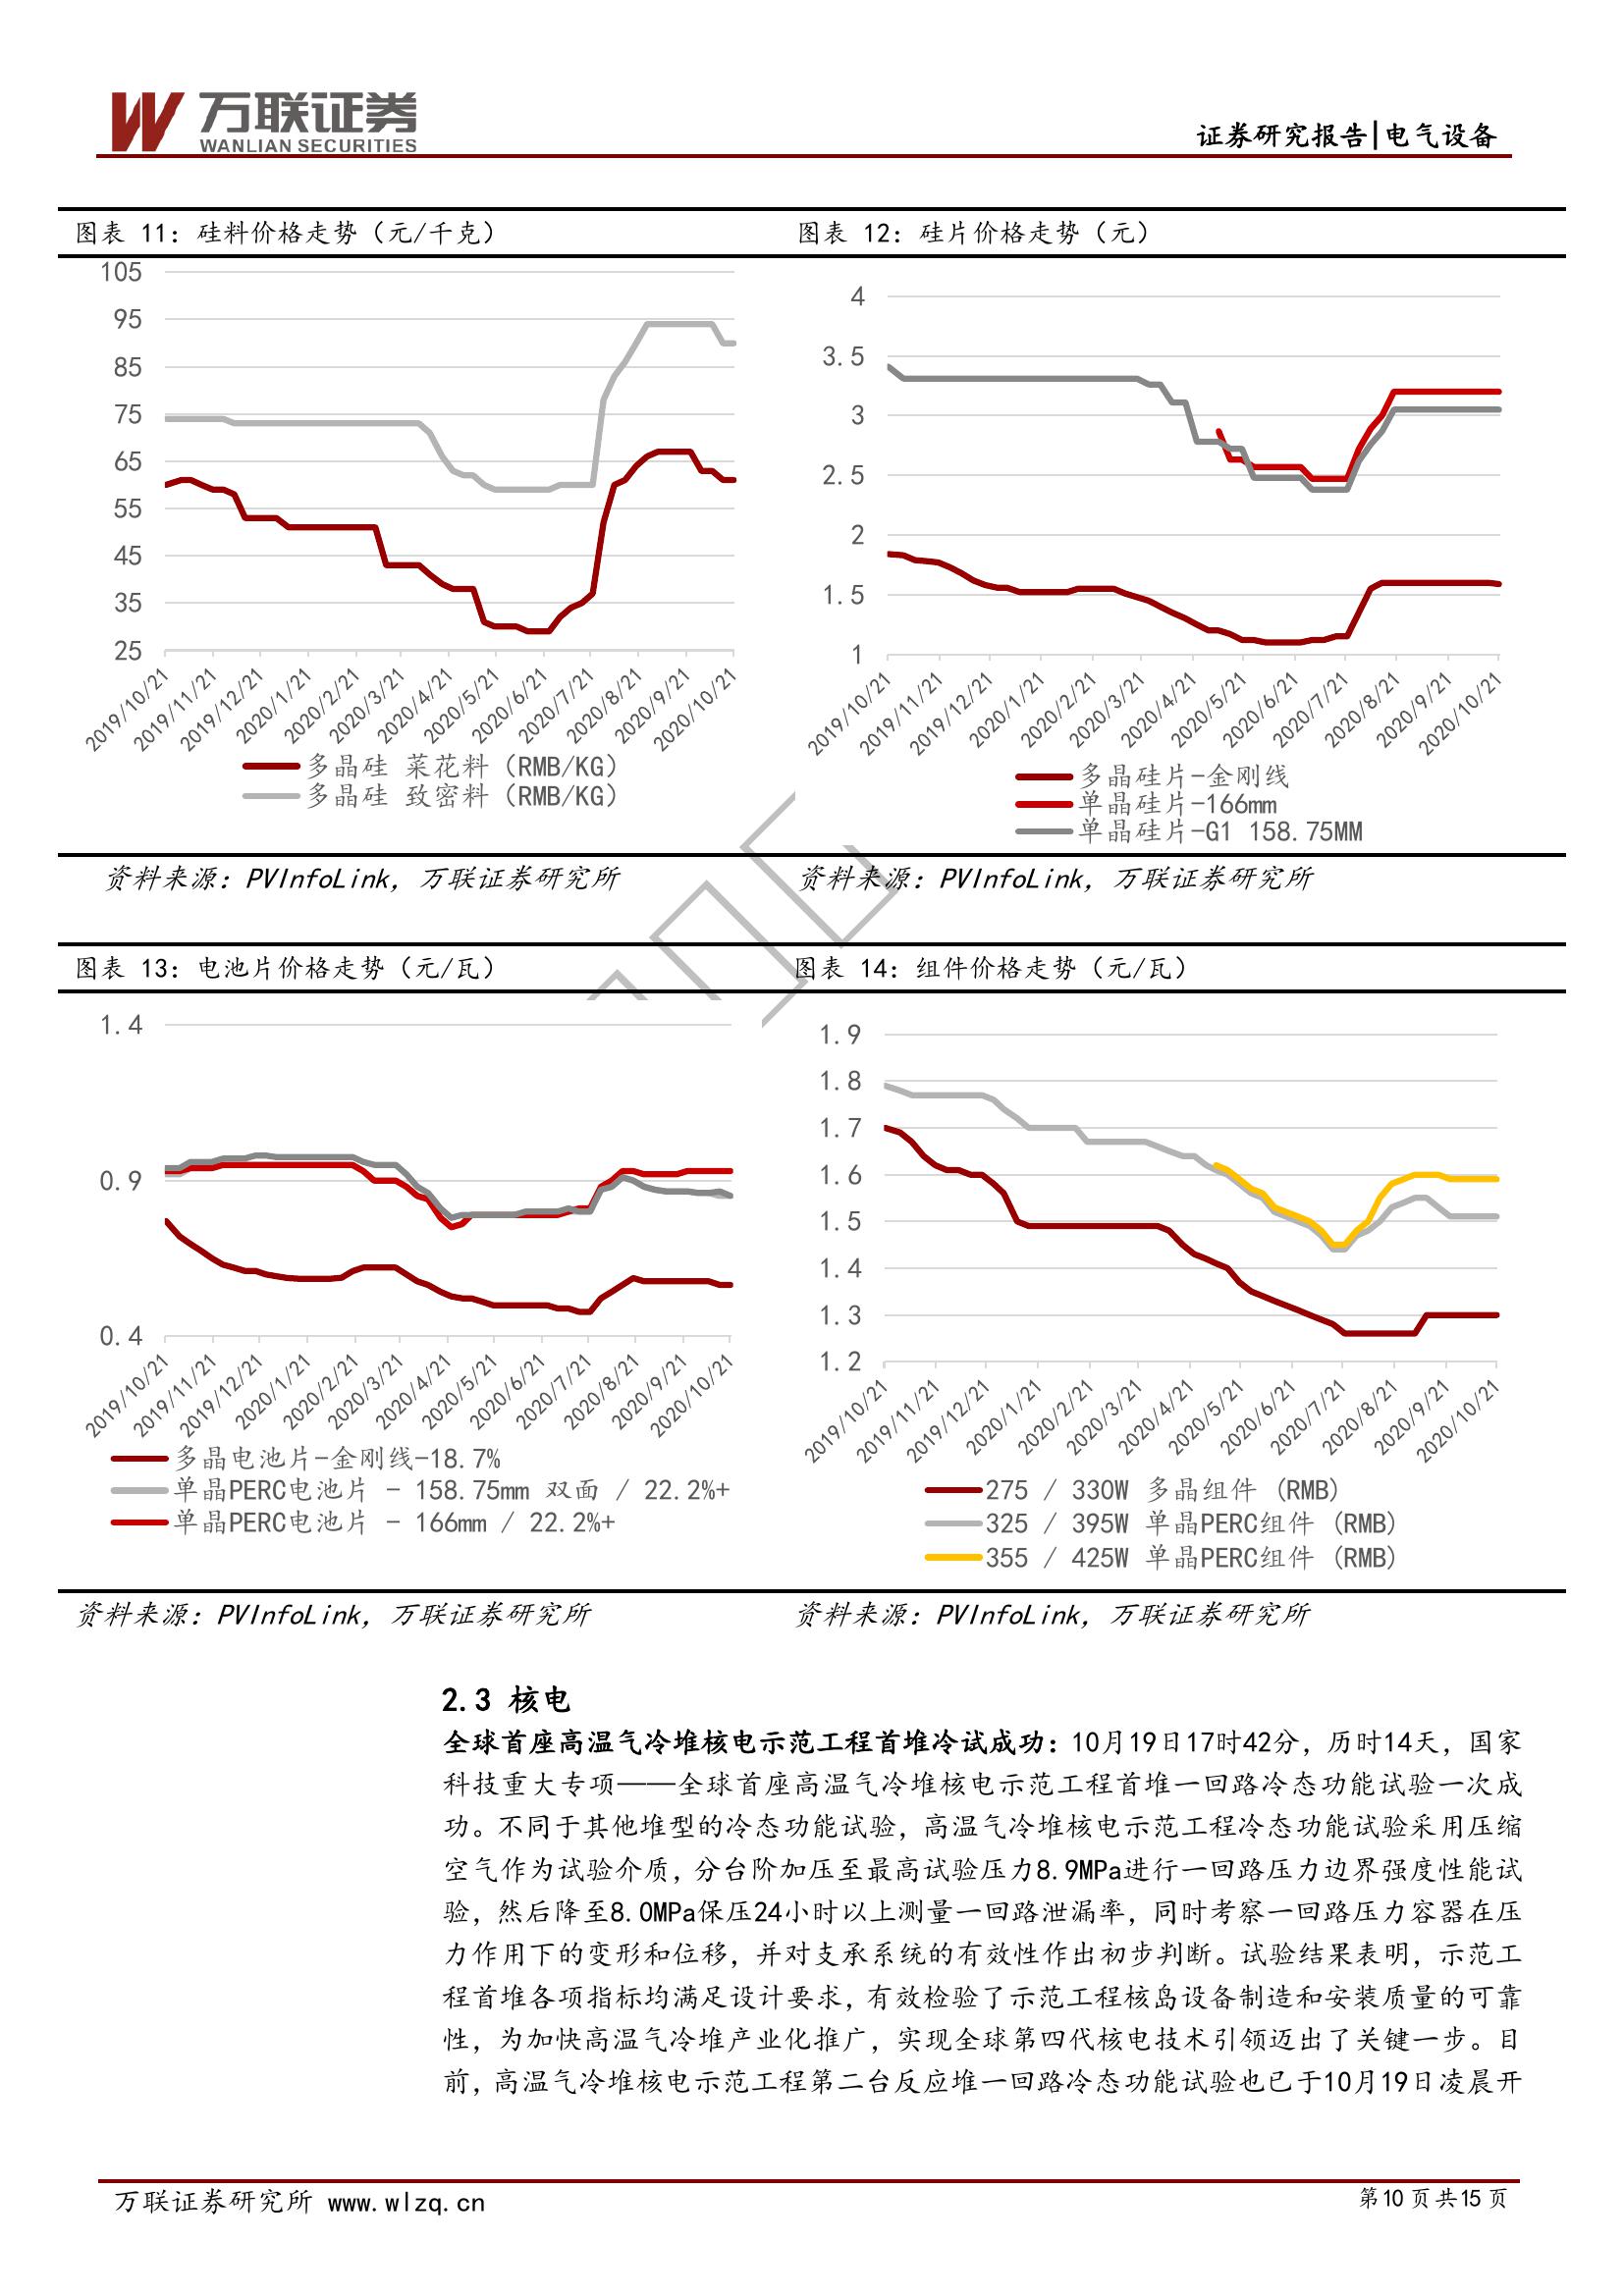 万联证券
WANLIAN SECURITIES
证券研究报告|电气设备
图表 11：硅料价格走势（元/千克）
105
95
85
75
65
55
45
35
25
2019/10/21
2019/11/21
2019/12/21
2020/1/21
2020/2/21
2020/3/21
2020/4/21
2020/5/21
2020/6/21
2020/7/21
2020/8/21
2020/9/21
2020/10/21
多晶硅 菜花料（RMB/KG）
多晶硅 致密料（RMB/KG）
资料来源：PVInfoLink，万联证券研究所
图表 12：硅片价格走势（元）
4
3.5
3
2.5
2
1.5
1
2019/10/21
2019/11/21
2019/12/21
2020/1/21
2020/2/21
2020/3/21
2020/4/21
2020/5/21
2020/6/21
2020/7/21
2020/8/21
2020/9/21
2020/10/21
多晶硅片-金刚线
单晶硅片-166mm
单晶硅片-G1 158.75MM
资料来源：PVInfoLink，万联证券研究所
图表 13：电池片价格走势（元/瓦）
1.4
0.9
0.4
2019/10/21
2019/11/21
2019/12/21
2020/1/21
2020/2/21
2020/3/21
2020/4/21
2020/5/21
2020/6/21
2020/7/21
2020/8/21
2020/9/21
2020/10/21
多晶电池片-金刚线-18.7%
单晶PERC电池片 - 158.75mm 双面 / 22.2%+
单晶PERC电池片 - 166mm / 22.2%+
资料来源：PVInfoLink，万联证券研究所
图表 14：组件价格走势（元/瓦）
1.9
1.8
1.7
1.6
1.5
1.4
1.3
1.2
2019/10/21
2019/11/21
2019/12/21
2020/1/21
2020/2/21
2020/3/21
2020/4/21
2020/5/21
2020/6/21
2020/7/21
2020/8/21
2020/9/21
2020/10/21
275 / 330W 多晶组件 (RMB)
325 / 395W 单晶PERC组件 (RMB)
355 / 425W 单晶PERC组件 (RMB)
资料来源：PVInfoLink，万联证券研究所
2.3 核电
全球首座高温气冷堆核电示范工程首堆冷试成功：10月19日17时42分，历时14天，国家
科技重大专项——全球首座高温气冷堆核电示范工程首堆一回路冷态功能试验一次成
功。不同于其他堆型的冷态功能试验，高温气冷堆核电示范工程冷态功能试验采用压缩
空气作为试验介质，分台阶加压至最高试验压力8.9MPa进行一回路压力边界强度性能试
验，然后降至8.0MPa保压24小时以上测量一回路泄漏率，同时考察一回路压力容器在压
力作用下的变形和位移，并对支承系统的有效性作出初步判断。试验结果表明，示范工
程首堆各项指标均满足设计要求，有效检验了示范工程核岛设备制造和安装质量的可靠
性，为加快高温气冷堆产业化推广，实现全球第四代核电技术引领迈出了关键一步。目
前，高温气冷堆核电示范工程第二台反应堆一回路冷态功能试验也已于10月19日凌晨开
万联证券研究所 www.wlzq.cn
第10页共15页